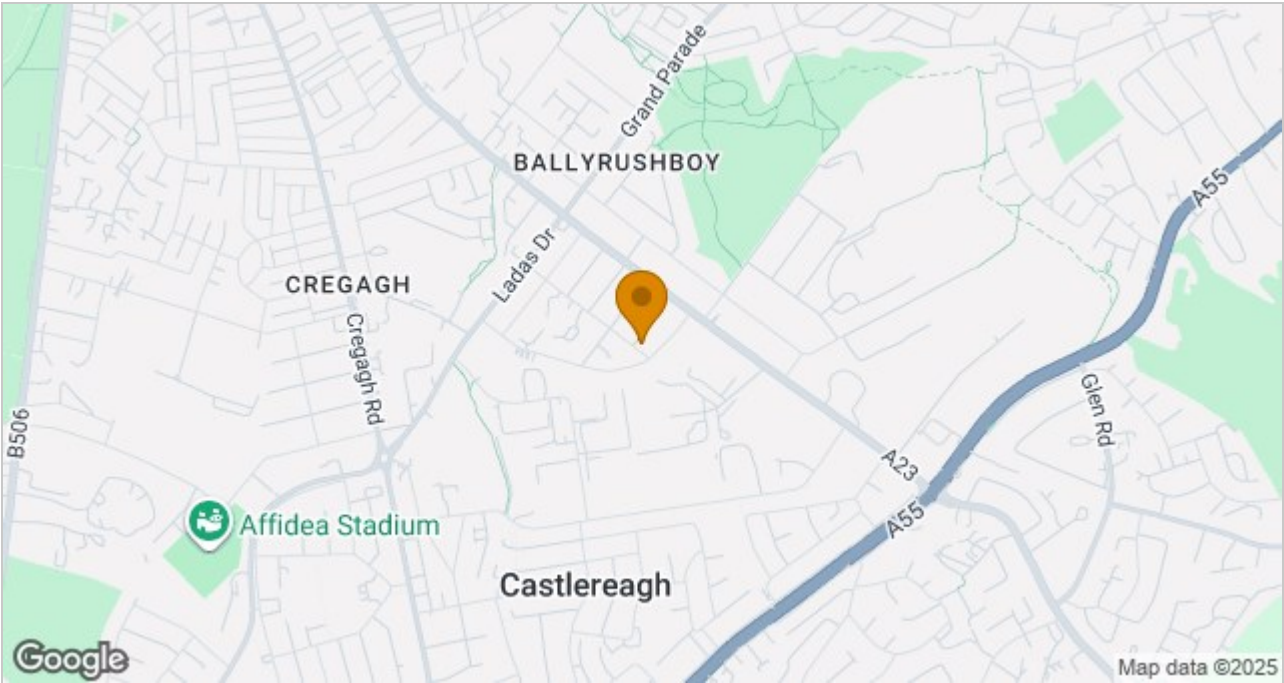 Grand Parade
BALLYRUSHBOY
A55
Ladas Dr
CREGAGH
Cregagh Rd
Glen Rd
B506
A23
A55
Affidea Stadium
Castlereagh
Google
Map data ©2025